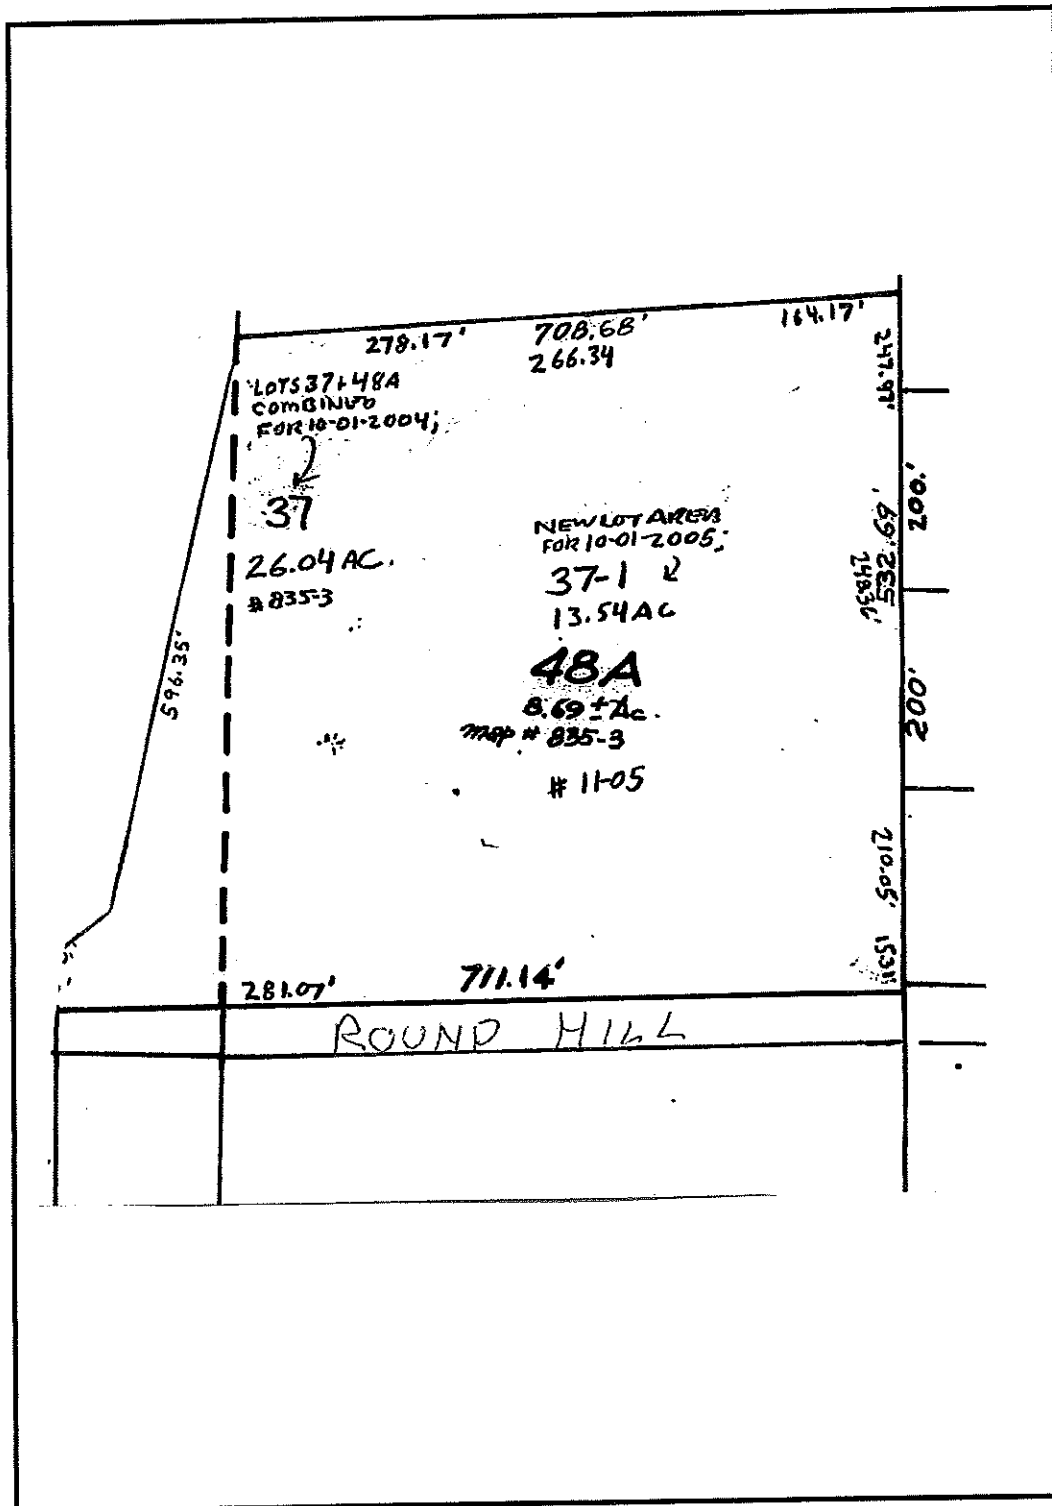 278.17'
708.68'
266.34
164.17'
LOTS 37+48A
COMBINED
FOR 10-01-2004;
37
26.04 AC.
# 835-3
NEW LOT AREA
FOR 10-01-2005;
37-1
13.54 AC
48A
8.69 ± Ac.
map # 835-3
# 11-05
596.35'
247.97'
200.'
532.69'
248.36'
200'
210.05'
281.07'
711.14'
ROUND HILL